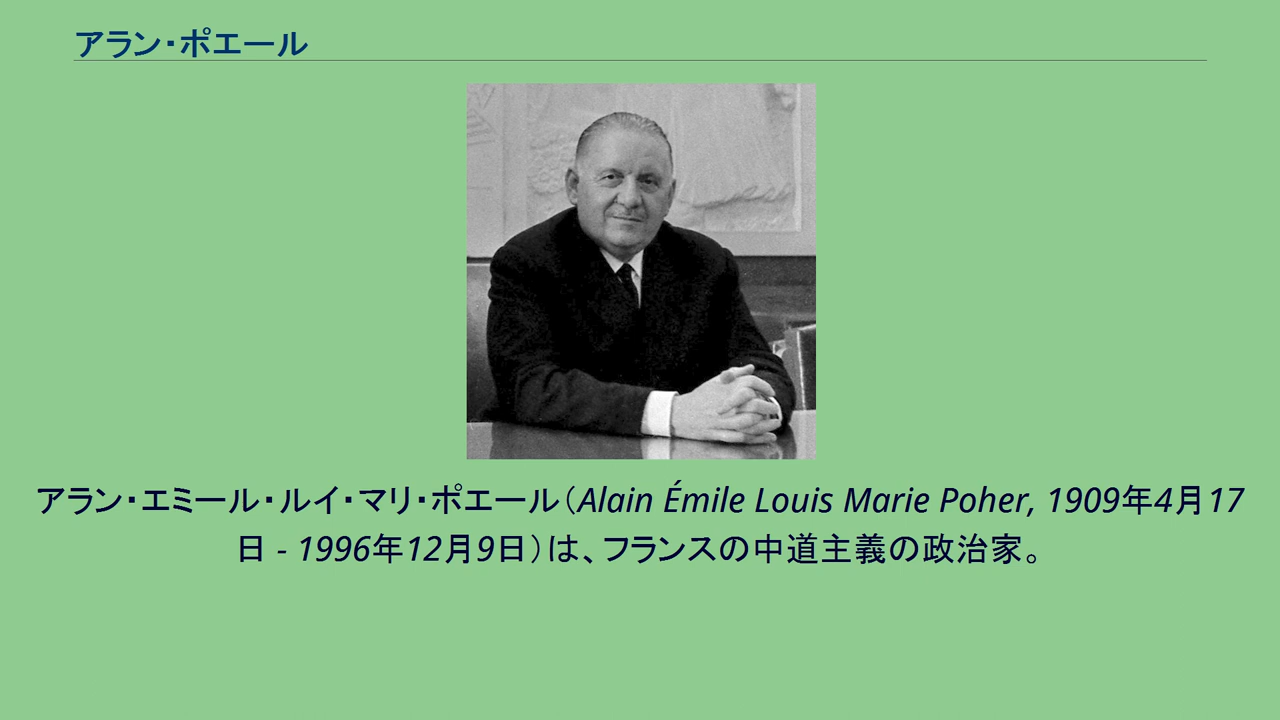 アラン・ポエール
アラン・エミール・ルイ・マリ・ポエール（Alain Émile Louis Marie Poher, 1909年4月17
日 - 1996年12月9日）は、フランスの中道主義の政治家。